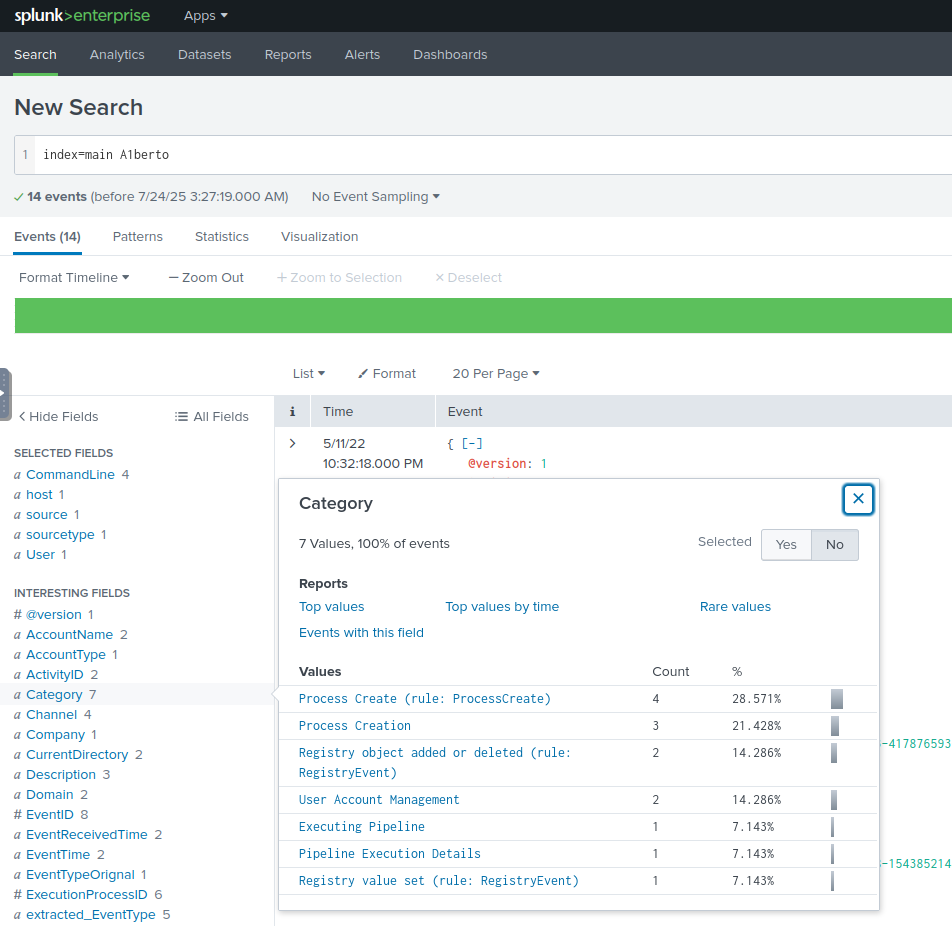 splunk>enterprise Apps
Search Analytics Datasets Reports Alerts Dashboards
New Search
1 index=main A1berto
14 events (before 7/24/25 3:27:19.000 AM) No Event Sampling
Events (14) Patterns Statistics Visualization
Format Timeline — Zoom Out + Zoom to Selection × Deselect
List Format 20 Per Page
< Hide Fields All Fields
i Time Event
SELECTED FIELDS
a CommandLine 4
a host 1
a source 1
a sourcetype 1
a User 1
INTERESTING FIELDS
# @version 1
a AccountName 2
a AccountType 1
a ActivityID 2
a Category 7
a Channel 4
a Company 1
a CurrentDirectory 2
a Description 3
a Domain 2
# EventID 8
a EventReceivedTime 2
a EventTime 2
a EventTypeOrignal 1
# ExecutionProcessID 6
a extracted_EventType 5
> 5/11/22 { [-]
10:32:18.000 PM @version: 1
Category ×
7 Values, 100% of events Selected Yes No
Reports
Top values Top values by time Rare values
Events with this field
Values Count %
Process Create (rule: ProcessCreate) 4 28.571%
Process Creation 3 21.428%
Registry object added or deleted (rule: 2 14.286%
RegistryEvent)
User Account Management 2 14.286%
Executing Pipeline 1 7.143%
Pipeline Execution Details 1 7.143%
Registry value set (rule: RegistryEvent) 1 7.143%
-417876593
-154385214